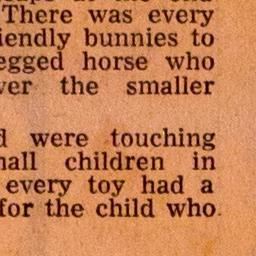 There was every
iendly bunnies to
egged horse who
ver the smaller
d were touching
nall children in
every toy had a
for the child who